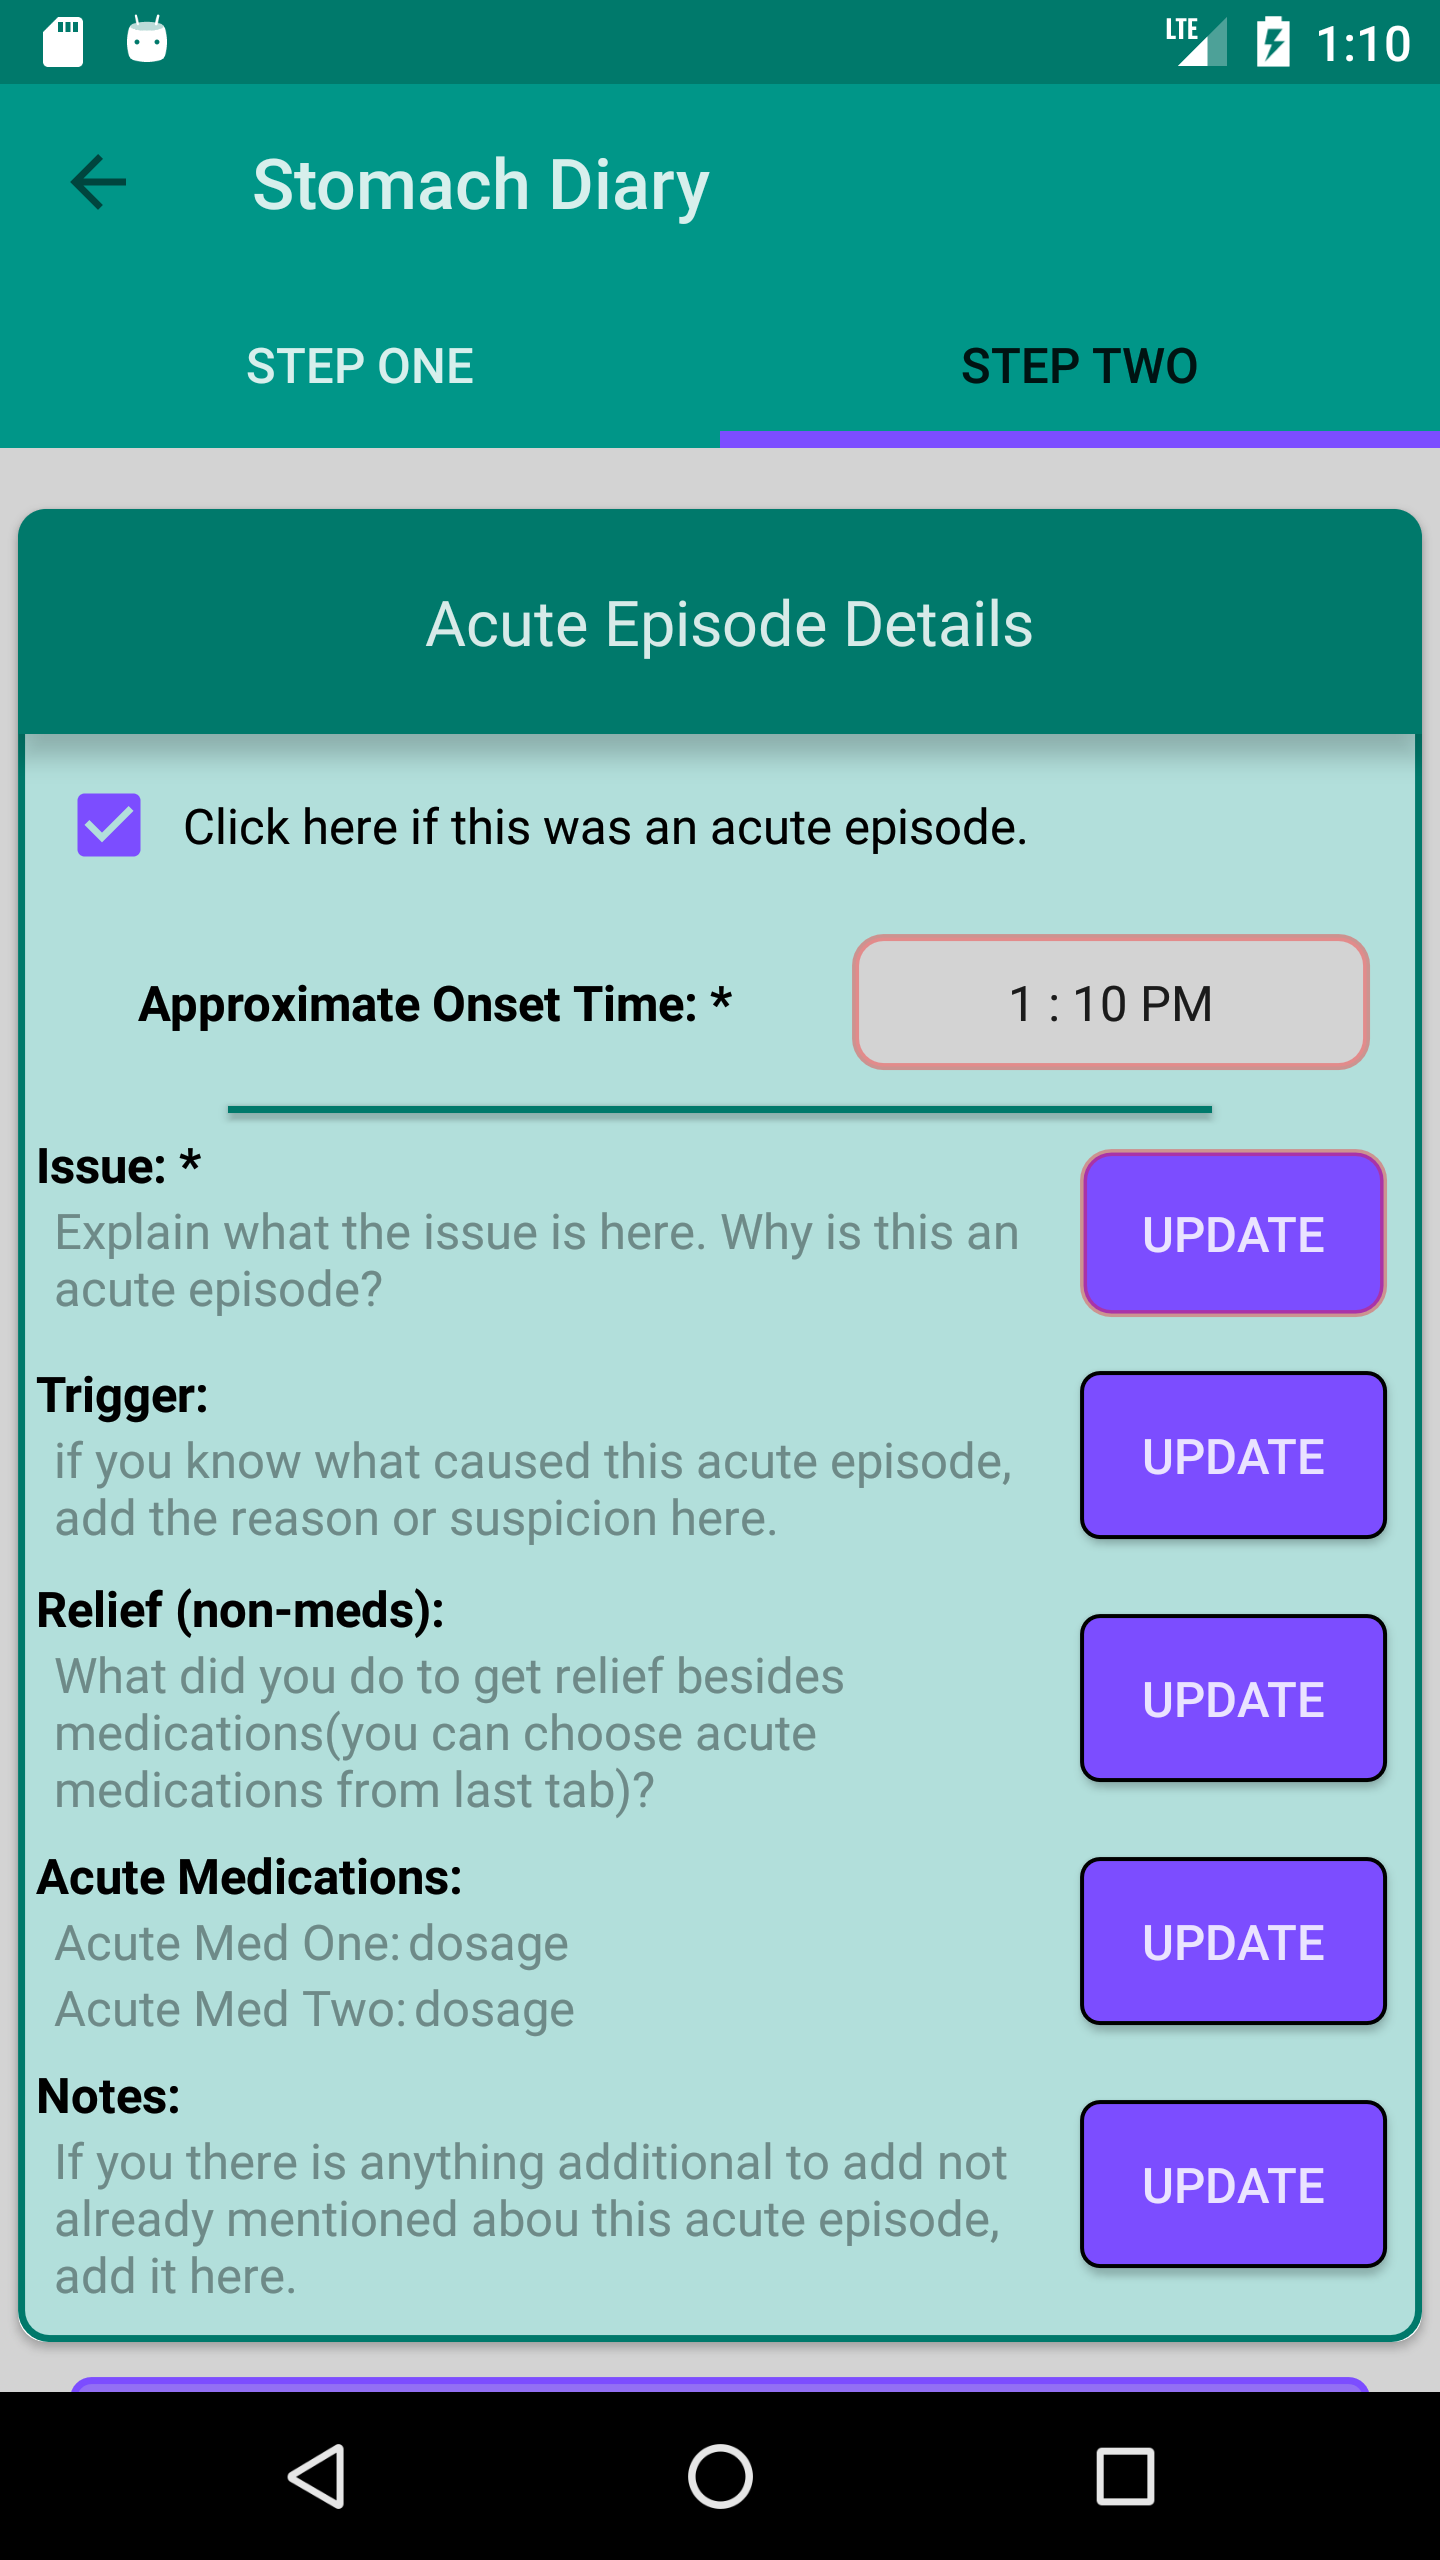 LTE 1:10
Stomach Diary
STEP ONE STEP TWO
Acute Episode Details
Click here if this was an acute episode.
Approximate Onset Time: * 1 : 10 PM
Issue: *
Explain what the issue is here. Why is this an
acute episode?
UPDATE
Trigger:
if you know what caused this acute episode,
add the reason or suspicion here.
UPDATE
Relief (non-meds):
What did you do to get relief besides
medications(you can choose acute
medications from last tab)?
UPDATE
Acute Medications:
Acute Med One: dosage
Acute Med Two: dosage
UPDATE
Notes:
If you there is anything additional to add not
already mentioned abou this acute episode,
add it here.
UPDATE